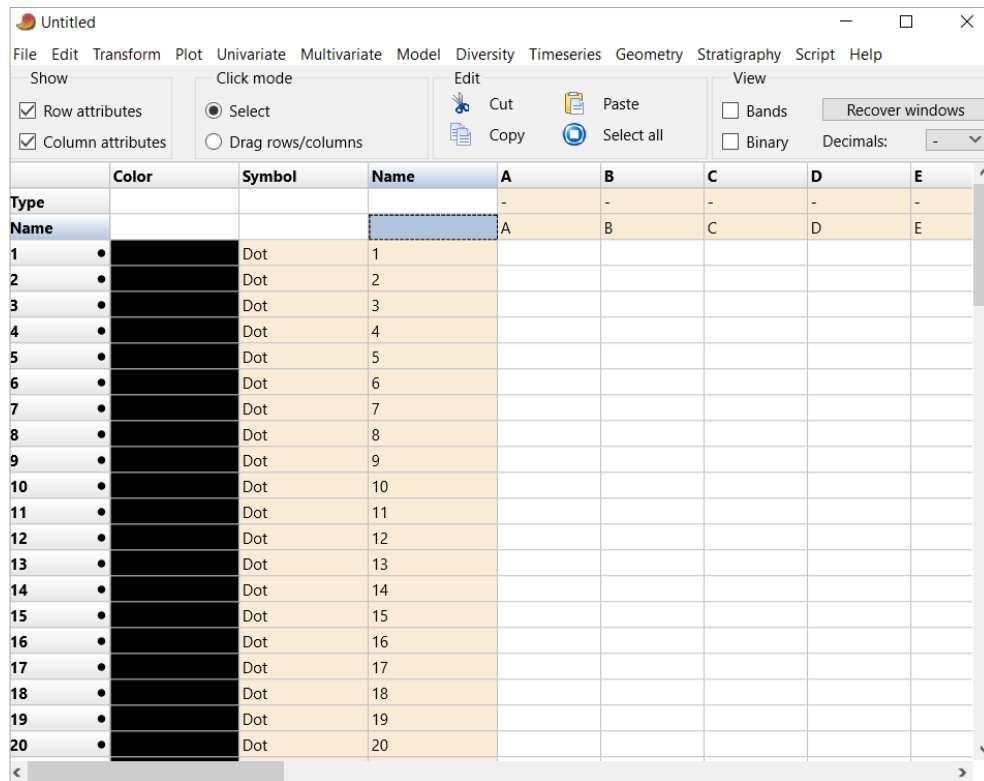 Untitled
File Edit Transform Plot Univariate Multivariate Model Diversity Timeseries Geometry Stratigraphy Script Help
Show Click mode Edit View
Row attributes Select Cut Paste Bands Recover windows
Column attributes Drag rows/columns Copy Select all Binary Decimals: -
Color Symbol Name A B C D E
Type - - - - -
Name A B C D E
1 Dot 1
2 Dot 2
3 Dot 3
4 Dot 4
5 Dot 5
6 Dot 6
7 Dot 7
8 Dot 8
9 Dot 9
10 Dot 10
11 Dot 11
12 Dot 12
13 Dot 13
14 Dot 14
15 Dot 15
16 Dot 16
17 Dot 17
18 Dot 18
19 Dot 19
20 Dot 20